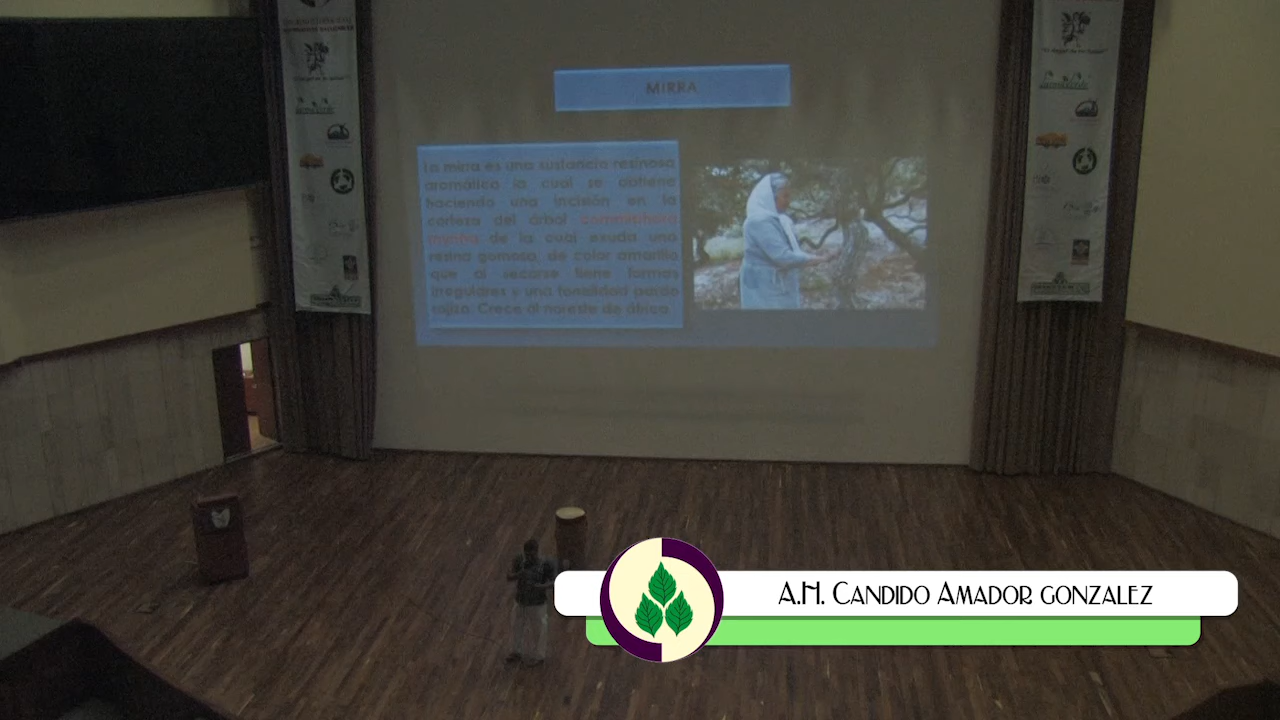 MIRRA
La mirra es una sustancia resinosa
aromática la cual se obtiene
haciendo una incisión en la
corteza del árbol commiphora
myrrha de la cual exuda una
resina gomosa, de color amarillo
que al secarse tiene formas
irregulares y una tonalidad pardo
rojizo. Crece al noreste de áfrica
A.H. CANDIDO AMADOR GONZALEZ